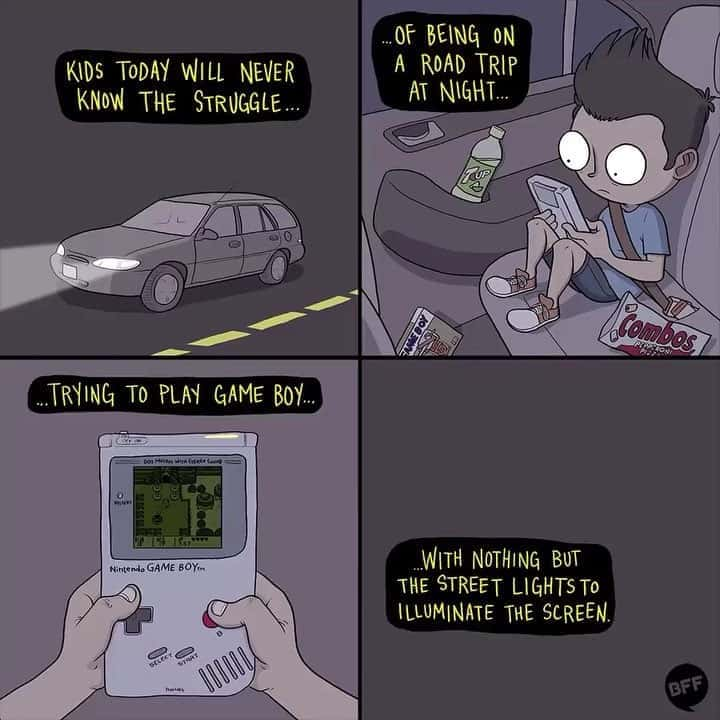 KIDS TODAY WILL NEVER
KNOW THE STRUGGLE...
...OF BEING ON
A ROAD TRIP
AT NIGHT...
7UP
GAME BOY
Combos
...TRYING TO PLAY GAME BOY...
Nintendo GAME BOY
SELECT
START
...WITH NOTHING BUT
THE STREET LIGHTS TO
ILLUMINATE THE SCREEN.
BFF